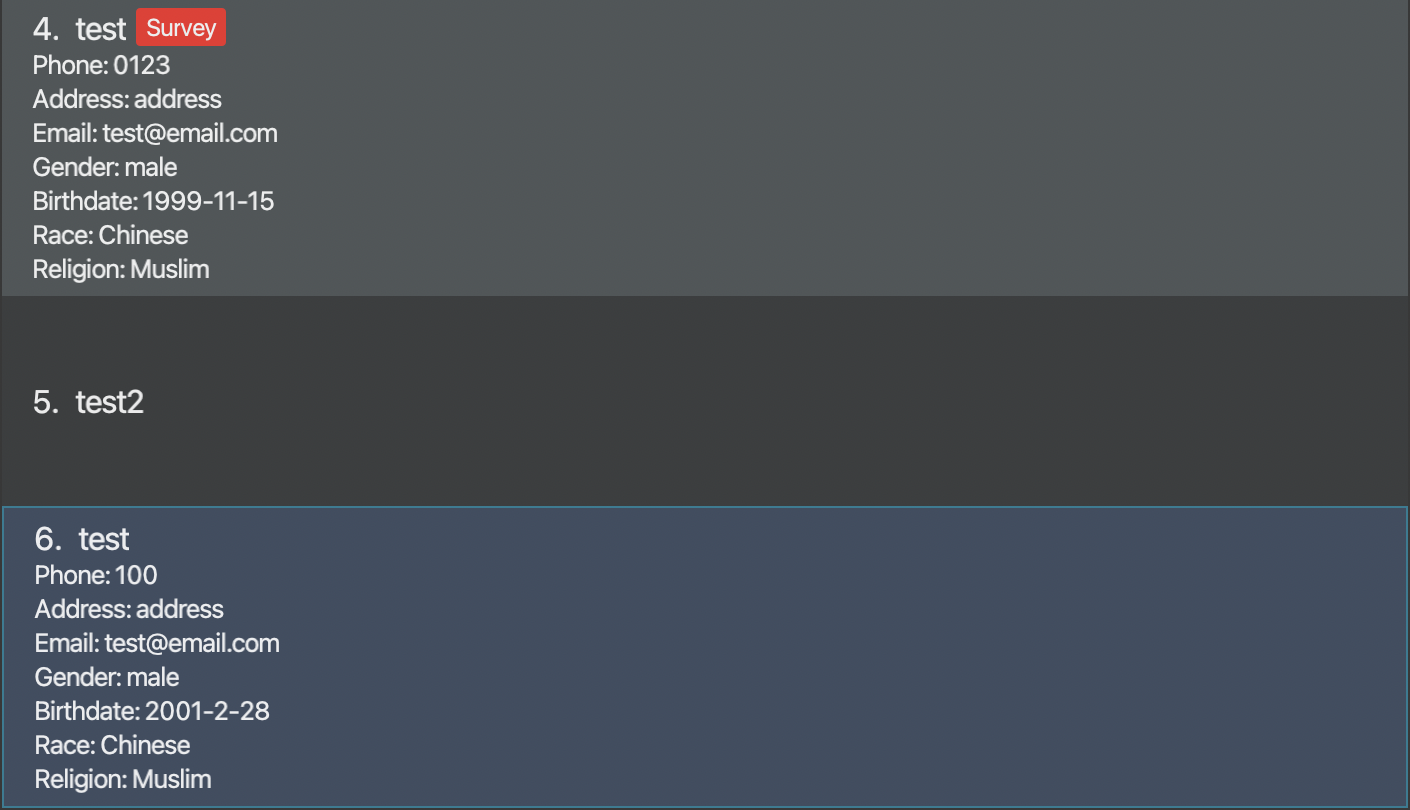 4. test Survey
Phone: 0123
Address: address
Email: test@email.com
Gender: male
Birthdate: 1999-11-15
Race: Chinese
Religion: Muslim
5. test2
6. test
Phone: 100
Address: address
Email: test@email.com
Gender: male
Birthdate: 2001-2-28
Race: Chinese
Religion: Muslim